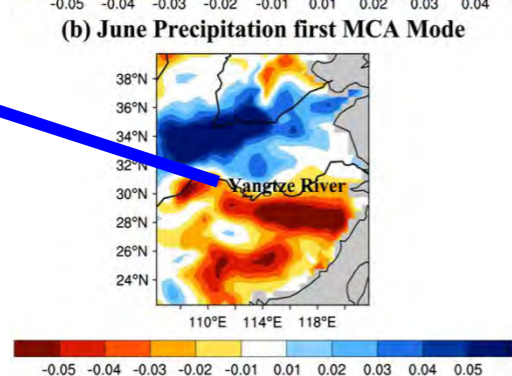 -0.05 -0.04 -0.03 -0.02 -0.01 0.01 0.02 0.03 0.04 0.05
(b) June Precipitation first MCA Mode
38°N
36°N
34°N
32°N
30°N
28°N
26°N
24°N
Yangtze River
110°E 114°E 118°E
-0.05 -0.04 -0.03 -0.02 -0.01 0.01 0.02 0.03 0.04 0.05